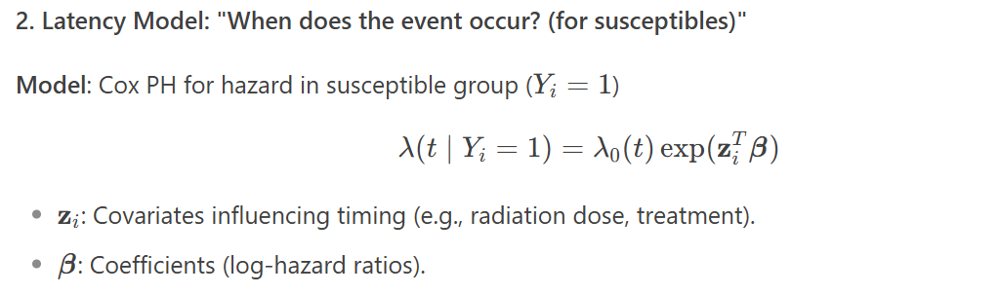 2. Latency Model: "When does the event occur? (for susceptibles)"
Model: Cox PH for hazard in susceptible group (Yᵢ = 1)
λ(t | Yᵢ = 1) = λ₀(t) exp(𝐳ᵢᵀ𝜷)
• 𝐳ᵢ: Covariates influencing timing (e.g., radiation dose, treatment).
• 𝜷: Coefficients (log-hazard ratios).